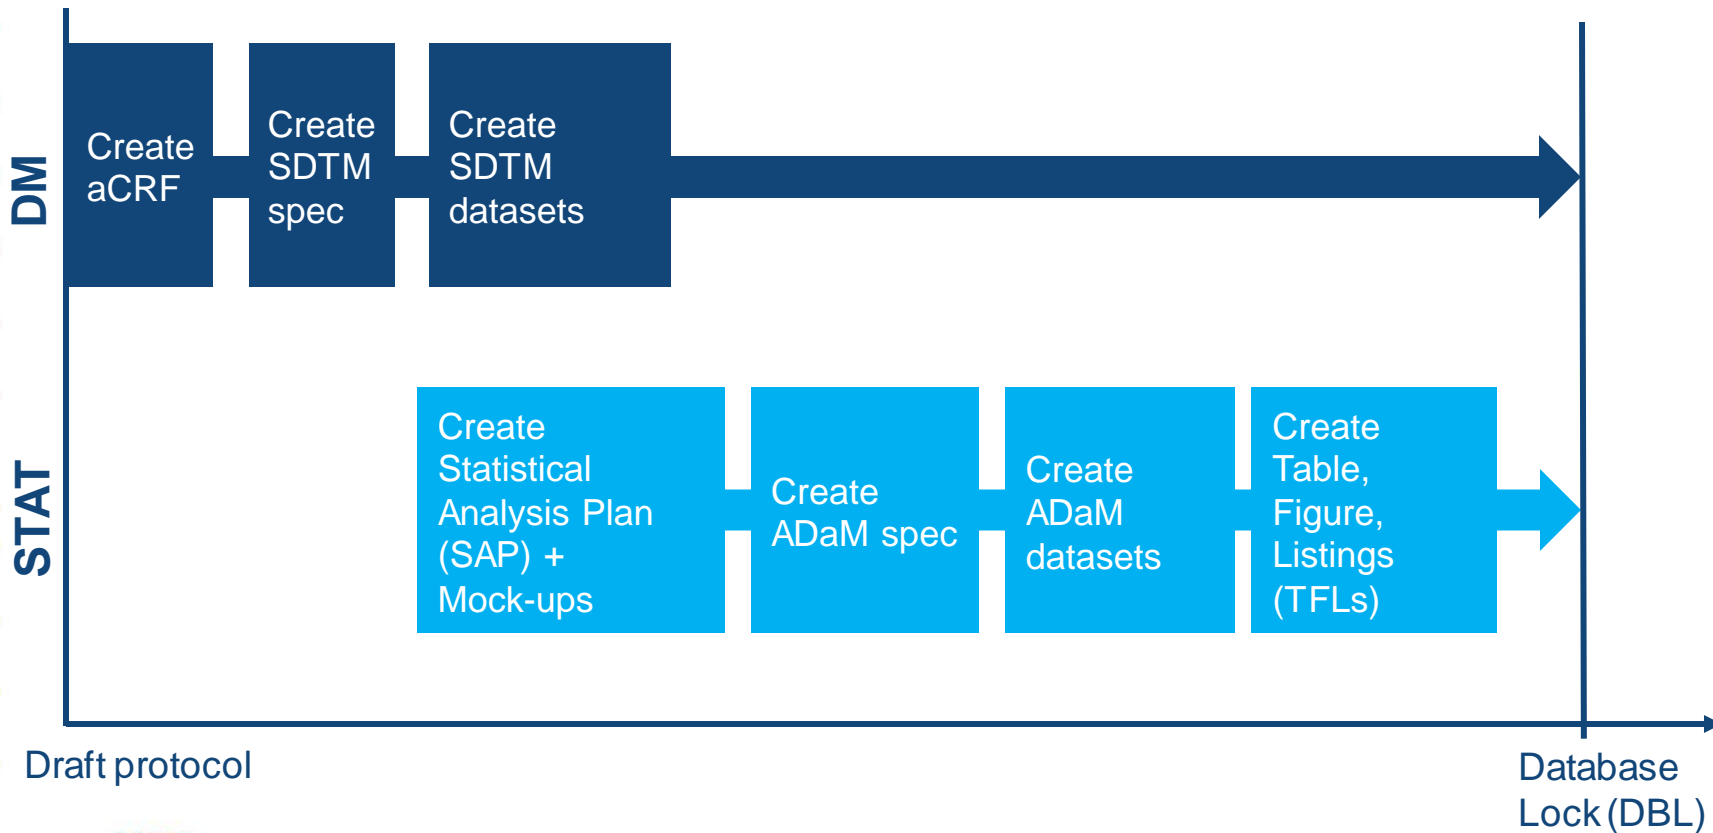 DM
Create
aCRF
Create
SDTM
spec
Create
SDTM
datasets
STAT
Create
Statistical
Analysis Plan
(SAP) +
Mock-ups
Create
ADaM spec
Create
ADaM
datasets
Create
Table,
Figure,
Listings
(TFLs)
Draft protocol
Database
Lock (DBL)